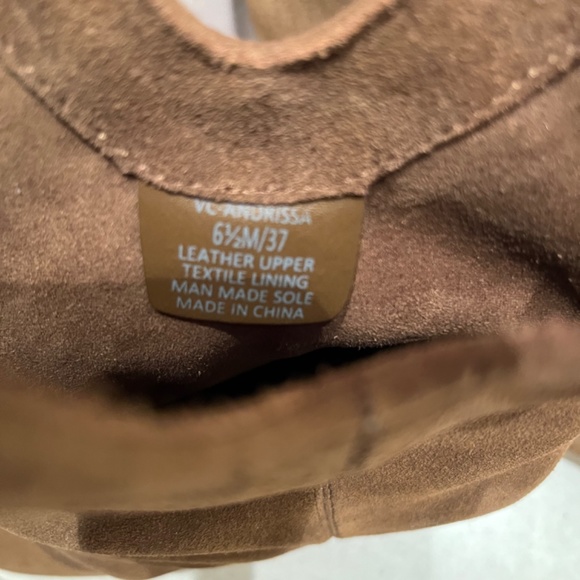 VC-ANDRISSA
6½M/37
LEATHER UPPER
TEXTILE LINING
MAN MADE SOLE
MADE IN CHINA